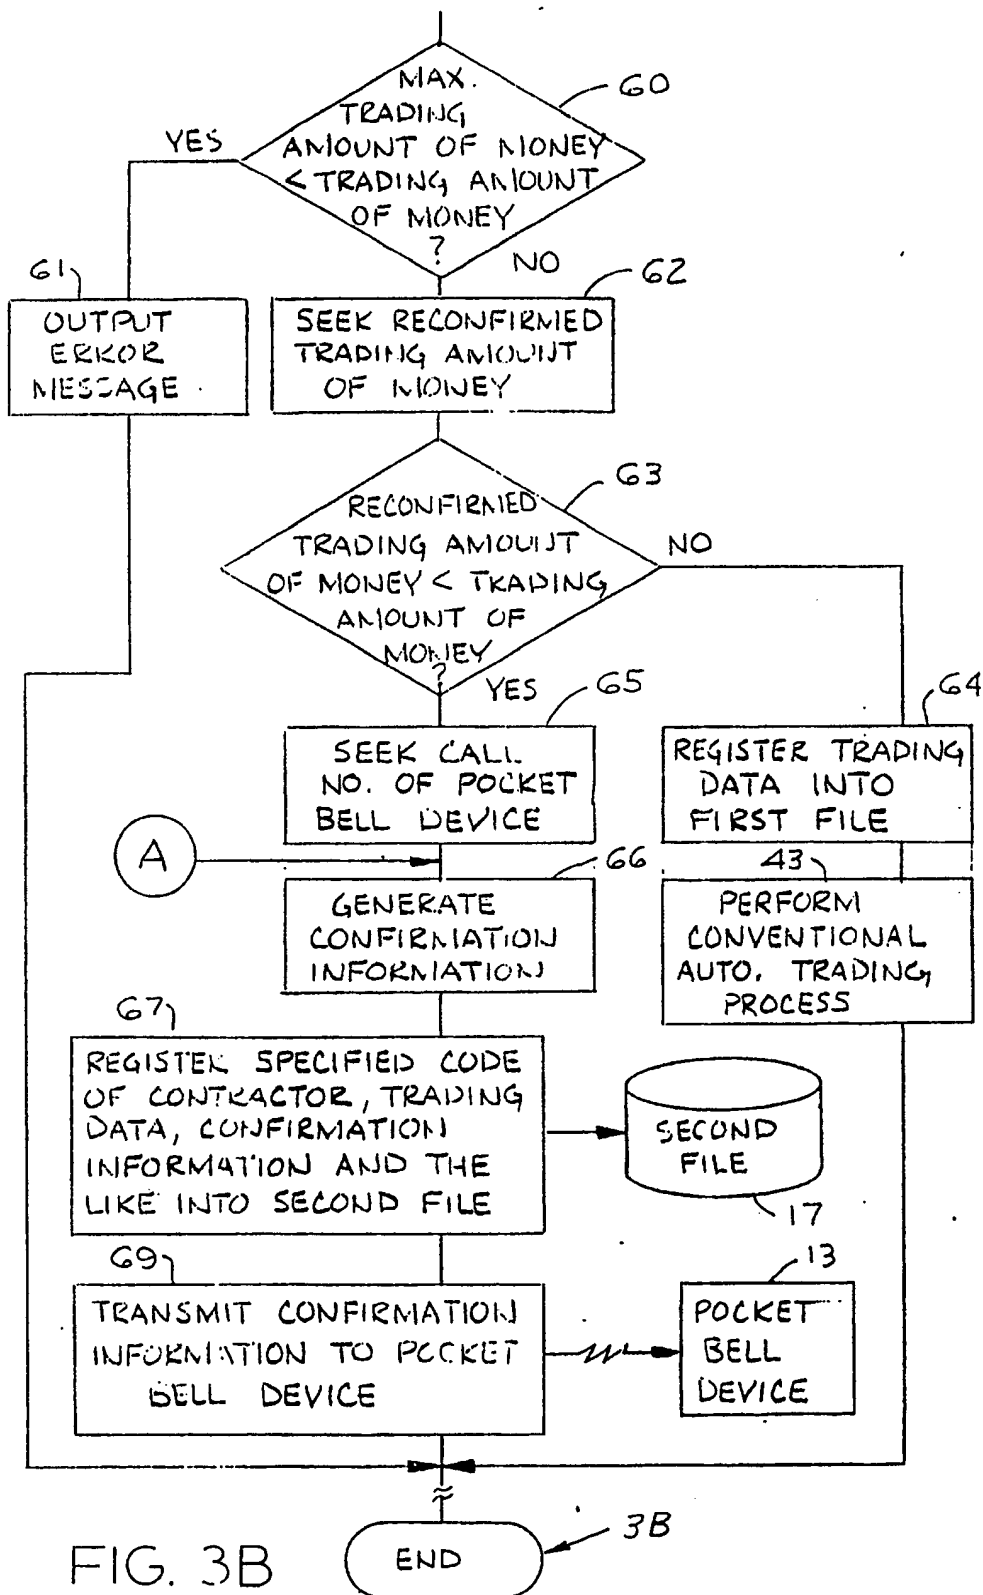 MAX.
TRADING
AMOUNT OF MONEY
< TRADING AMOUNT
OF MONEY
?
60
YES
NO
61
OUTPUT
ERROR
MESSAGE
62
SEEK RECONFIRMED
TRADING AMOUNT
OF MONEY
63
RECONFIRMED
TRADING AMOUNT
OF MONEY < TRADING
AMOUNT OF
MONEY
?
NO
YES
65
SEEK CALL
NO. OF POCKET
BELL DEVICE
64
REGISTER TRADING
DATA INTO
FIRST FILE
A
66
GENERATE
CONFIRMATION
INFORMATION
43
PERFORM
CONVENTIONAL
AUTO. TRADING
PROCESS
67
REGISTER SPECIFIED CODE
OF CONTRACTOR, TRADING
DATA, CONFIRMATION
INFORMATION AND THE
LIKE INTO SECOND FILE
SECOND
FILE
17
69
TRANSMIT CONFIRMATION
INFORMATION TO POCKET
BELL DEVICE
13
POCKET
BELL
DEVICE
END
3B
FIG. 3B